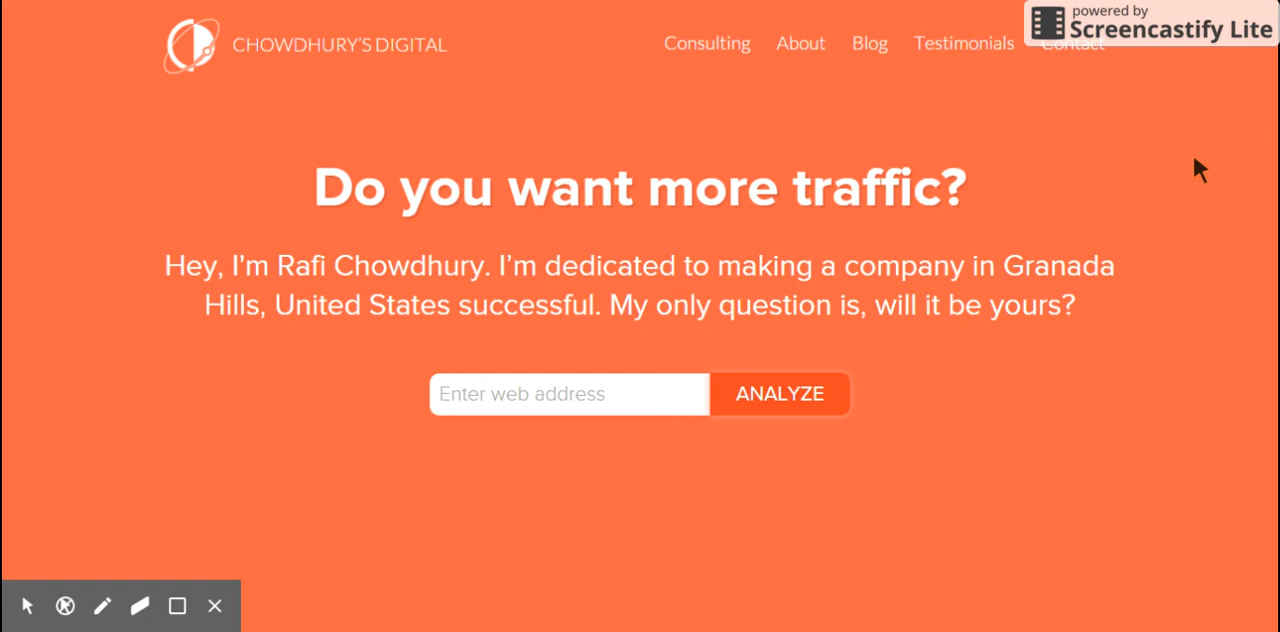 CHOWDHURY'S DIGITAL
Consulting About Blog Testimonials Contact
powered by
Screencastify Lite
Do you want more traffic?
Hey, I'm Rafi Chowdhury. I’m dedicated to making a company in Granada
Hills, United States successful. My only question is, will it be yours?
Enter web address ANALYZE